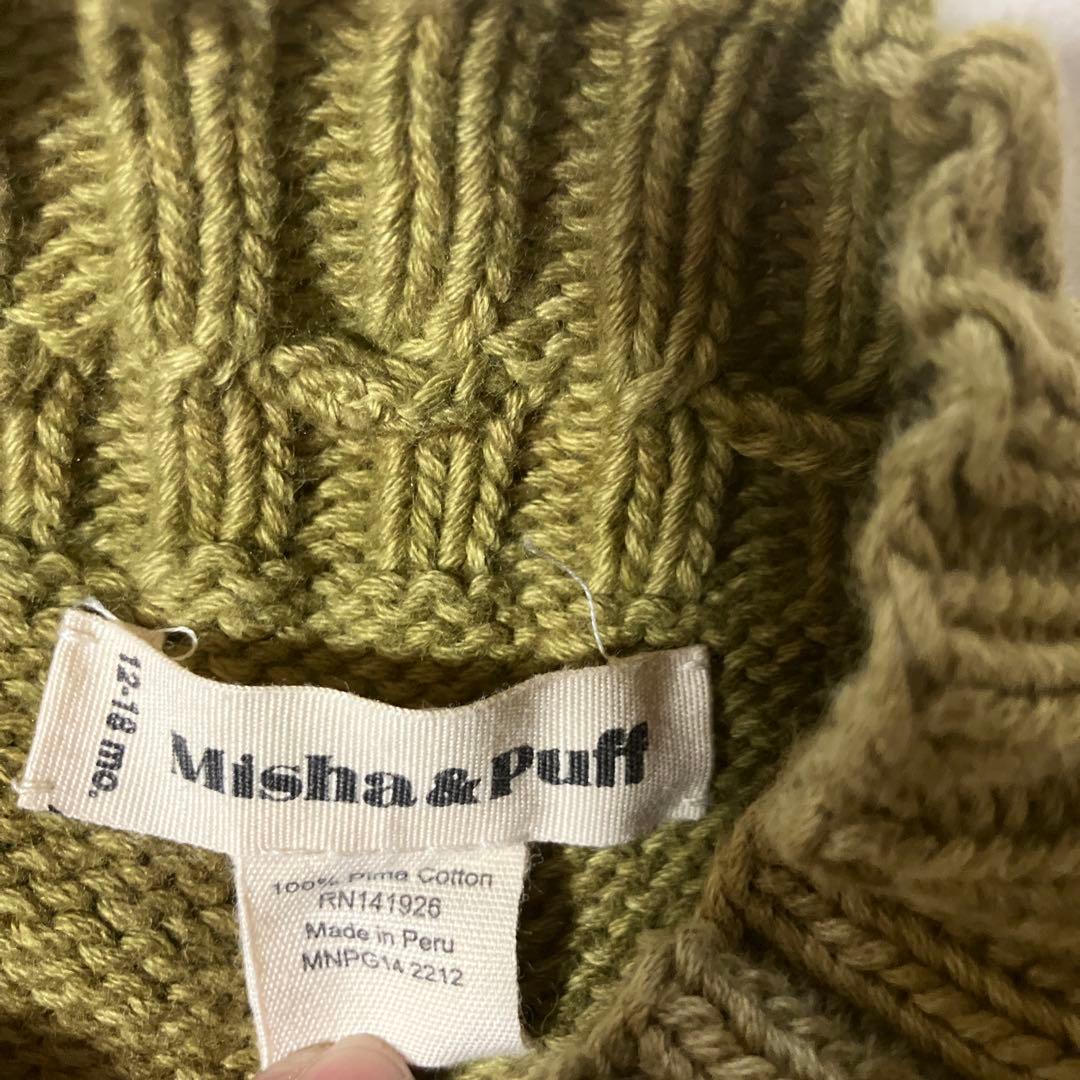 12-18 mo.
Misha & Puff
100% Pima Cotton
RN141926
Made in Peru
MNPG14 2212